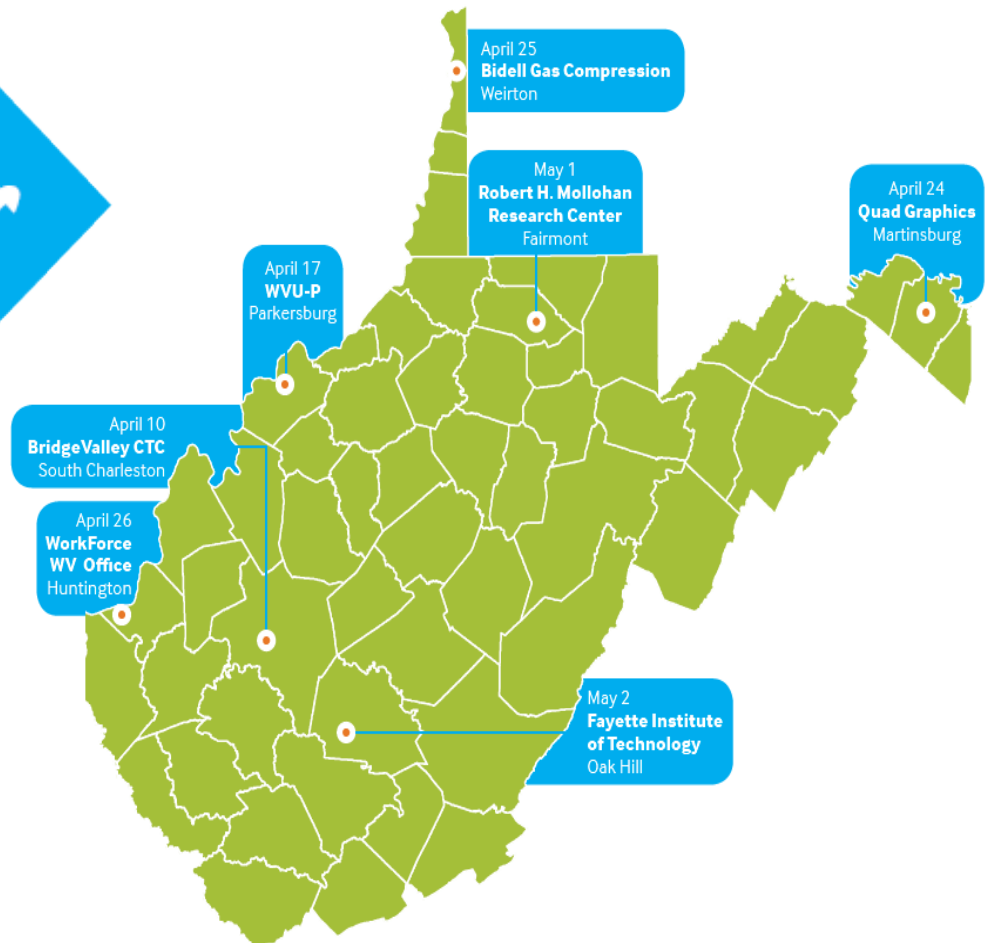 April 25
Bidell Gas Compression
Weirton
May 1
Robert H. Mollohan
Research Center
Fairmont
April 24
Quad Graphics
Martinsburg
April 17
WVU-P
Parkersburg
April 10
BridgeValley CTC
South Charleston
April 26
WorkForce
WV Office
Huntington
May 2
Fayette Institute
of Technology
Oak Hill